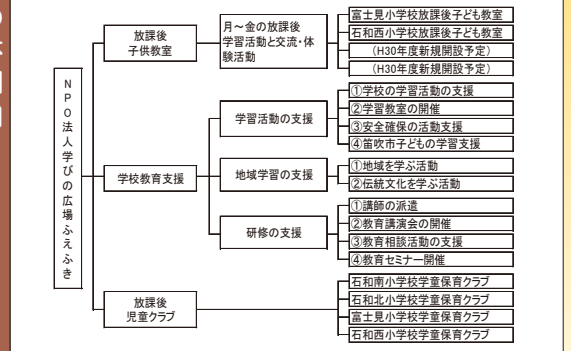 NPO法人学びの広場ふえふき
放課後
子供教室
月～金の放課後
学習活動と交流・体
験活動
富士見小学校放課後子ども教室
石和西小学校放課後子ども教室
（H30年度新規開設予定）
（H30年度新規開設予定）
学校教育支援
学習活動の支援
①学校の学習活動の支援
②学習教室の開催
③安全確保の活動支援
④笛吹市子どもの学習支援
地域学習の支援
①地域を学ぶ活動
②伝統文化を学ぶ活動
研修の支援
①講師の派遣
②教育講演会の開催
③教育相談活動の支援
④教育セミナー開催
放課後
児童クラブ
石和南小学校学童保育クラブ
石和北小学校学童保育クラブ
富士見小学校学童保育クラブ
石和西小学校学童保育クラブ